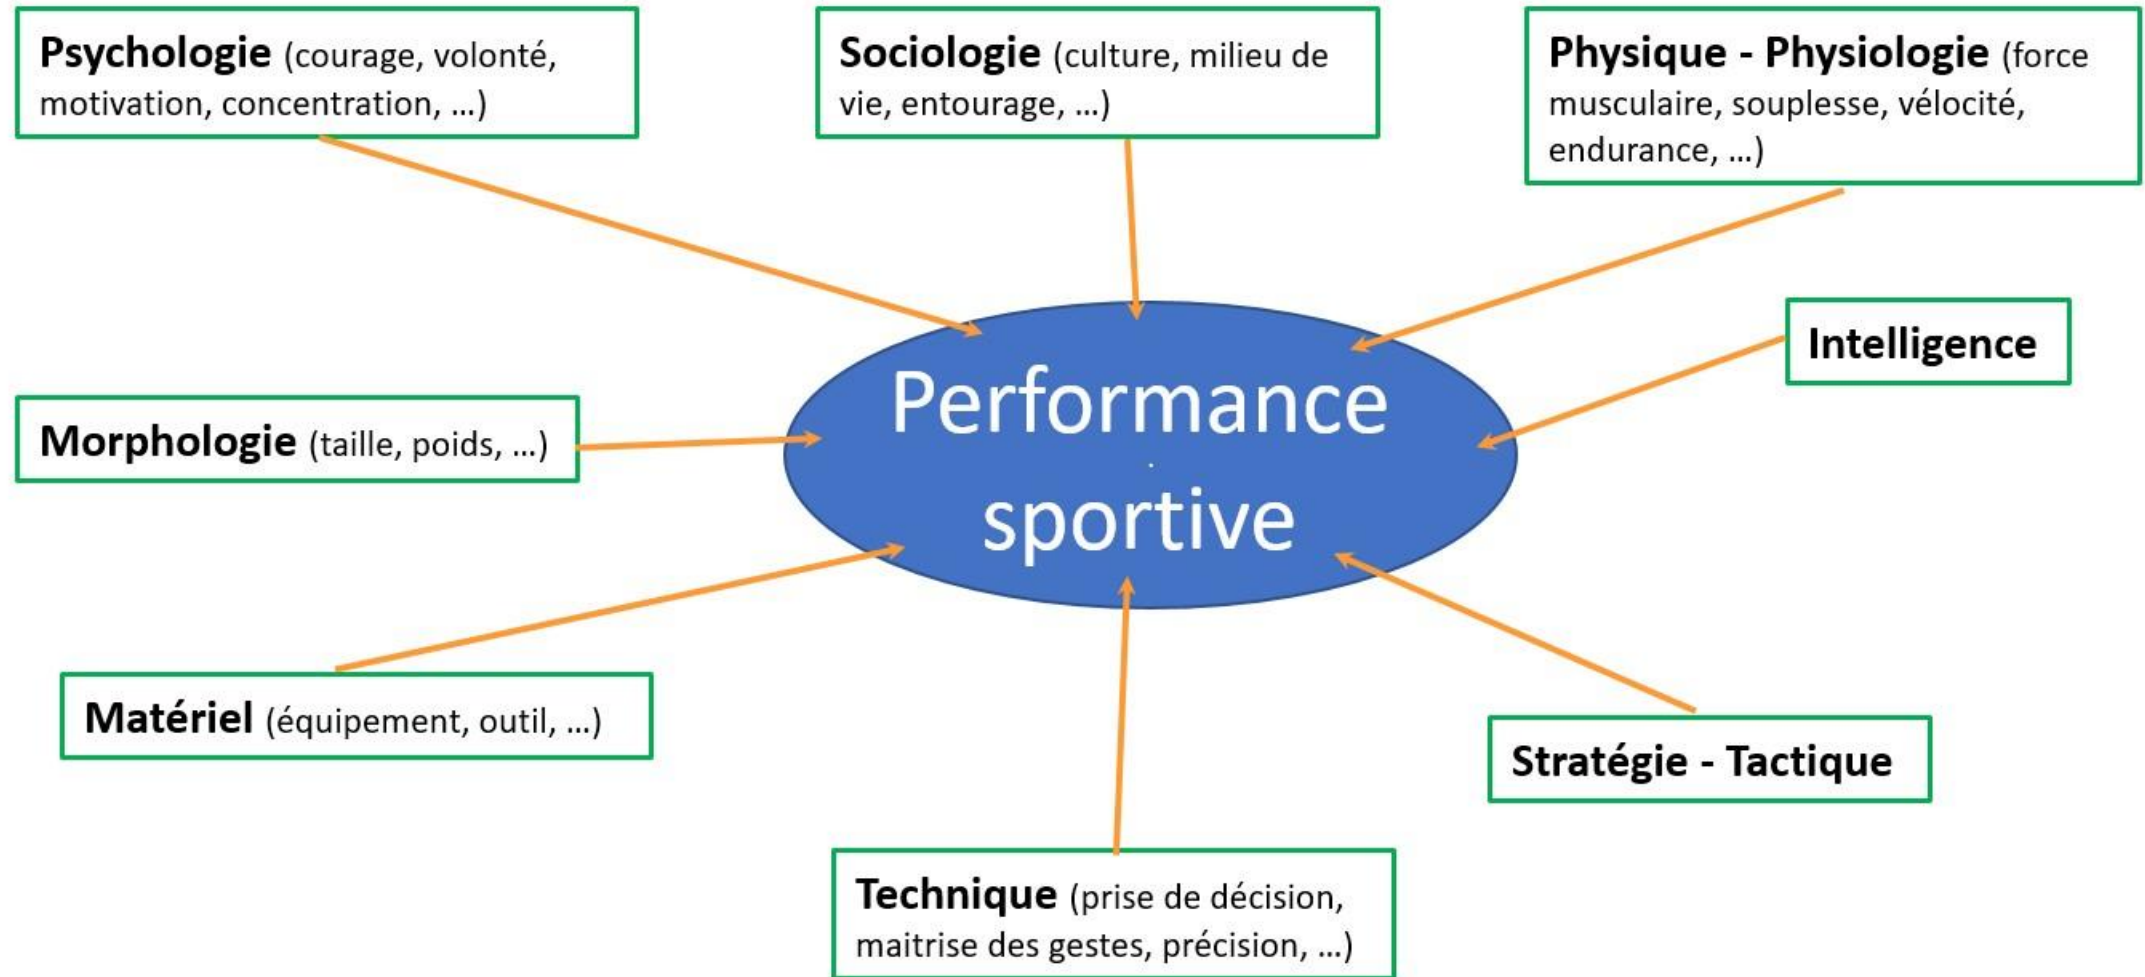 Psychologie (courage, volonté,
motivation, concentration, ...)
Sociologie (culture, milieu de
vie, entourage, ...)
Physique - Physiologie (force
musculaire, souplesse, vélocité,
endurance, ...)
Intelligence
Performance
sportive
Morphologie (taille, poids, ...)
Matériel (équipement, outil, ...)
Stratégie - Tactique
Technique (prise de décision,
maitrise des gestes, précision, ...)